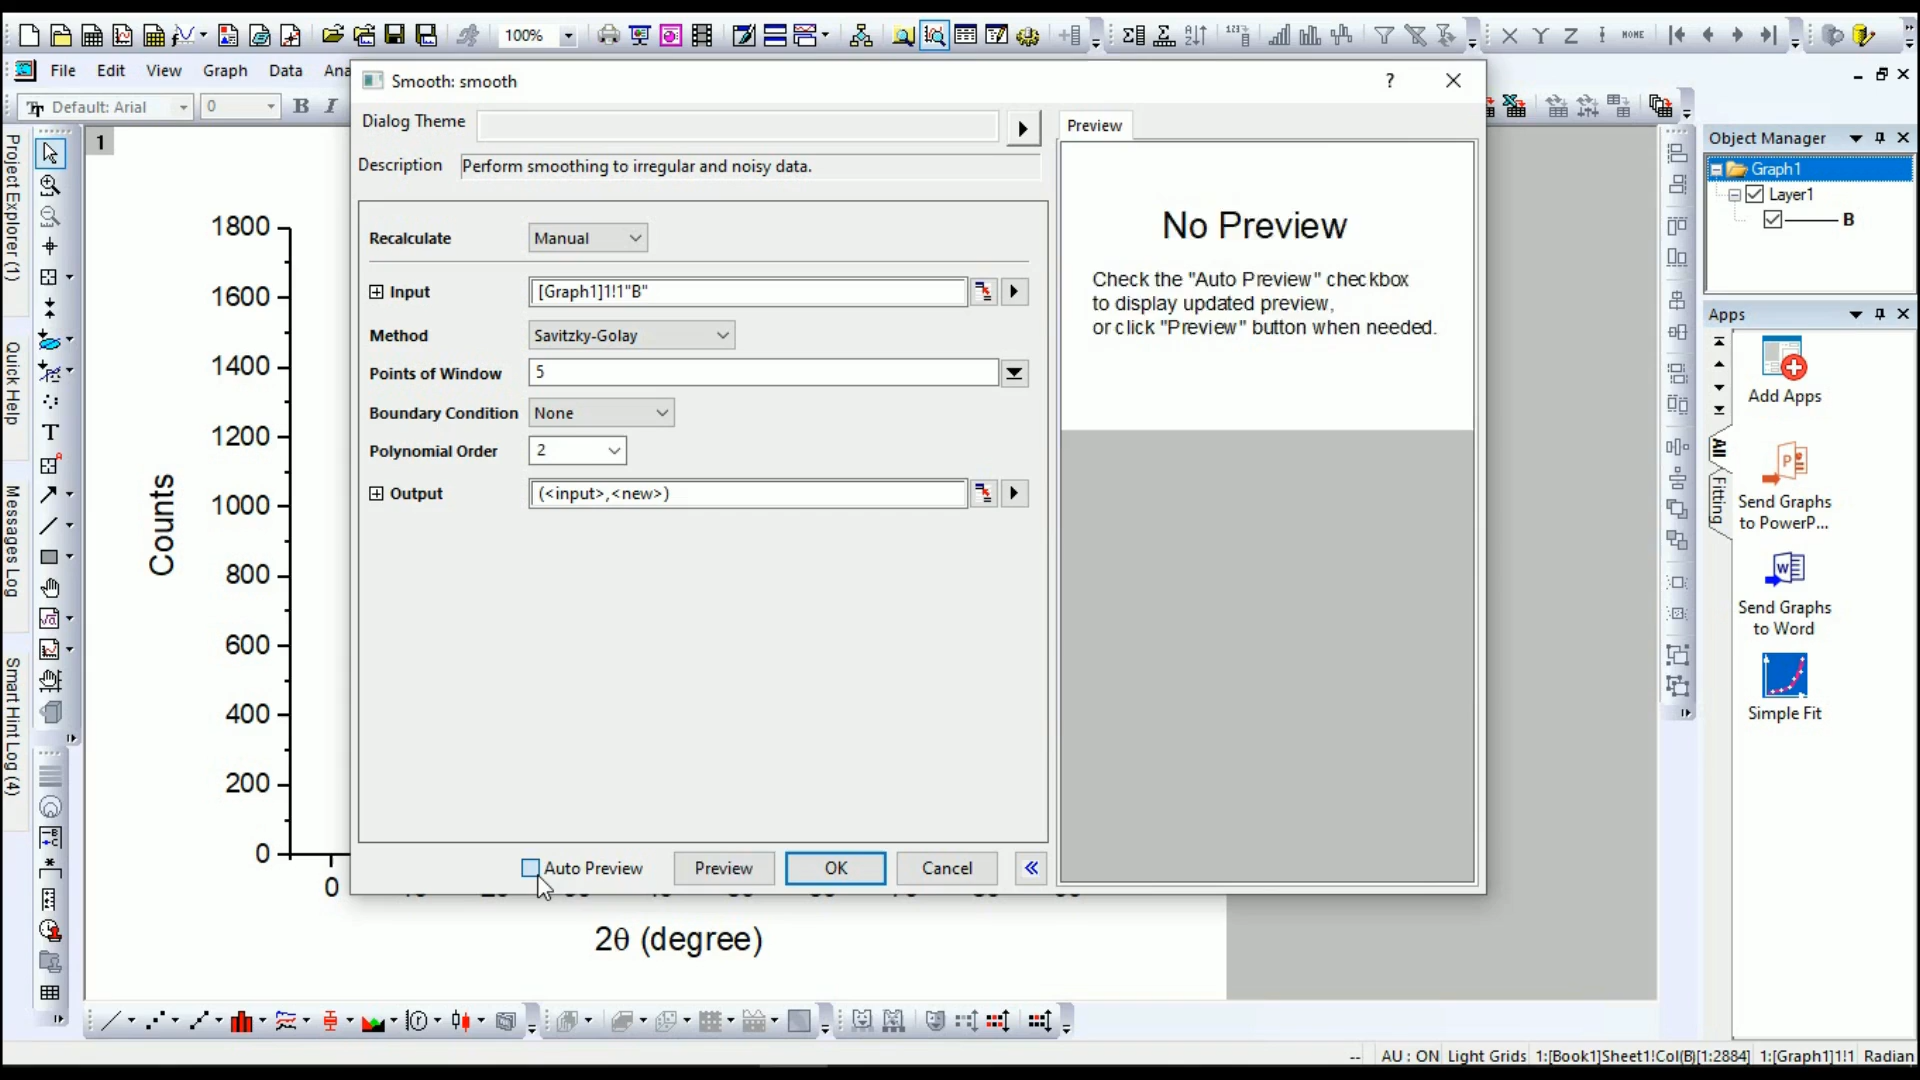 100%
File Edit View Graph Data Ana
Default: Arial 0 B I
Smooth: smooth
?
Dialog Theme
Description Perform smoothing to irregular and noisy data.
Recalculate Manual
Input [Graph1]1!1"B"
Method Savitzky-Golay
Points of Window 5
Boundary Condition None
Polynomial Order 2
Output (<input>,<new>)
Auto Preview Preview OK Cancel
Preview
No Preview
Check the "Auto Preview" checkbox
to display updated preview,
or click "Preview" button when needed.
Project Explorer (1)
Quick Help
Messages Log
Smart Hint Log (4)
1
1800
1600
1400
1200
1000
800
600
400
200
0
Counts
0
2θ (degree)
X Y Z HOME
Object Manager
Graph1
Layer1
B
Apps
All
Fitting
Add Apps
Send Graphs
to PowerP...
Send Graphs
to Word
Simple Fit
-- AU : ON Light Grids 1:[Book1]Sheet1!Col(B)[1:2884] 1:[Graph1]1!1 Radian